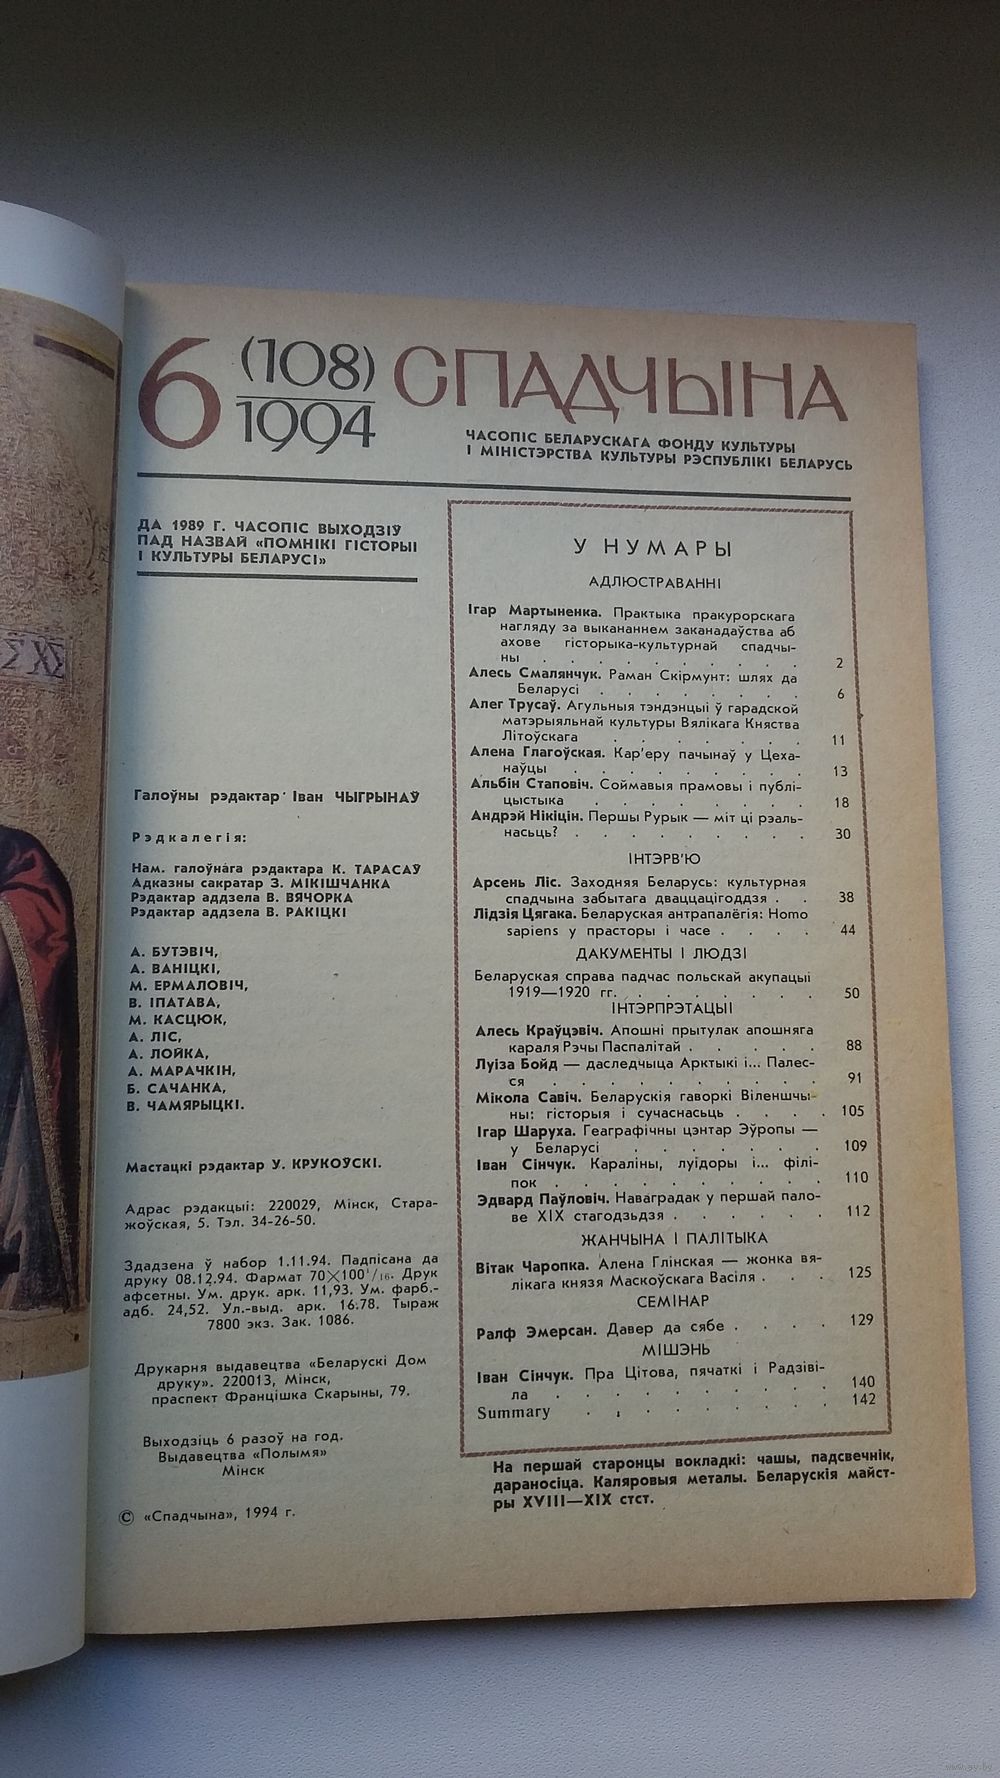 6 (108) 1994 СПАДЧЫНА
ЧАСОПІС БЕЛАРУСКАГА ФОНДУ КУЛЬТУРЫ
І МІНІСТЭРСТВА КУЛЬТУРЫ РЭСПУБЛІКІ БЕЛАРУСЬ
ДА 1989 Г. ЧАСОПІС ВЫХОДЗІЎ
ПАД НАЗВАЙ «ПОМНІКІ ГІСТОРЫІ
І КУЛЬТУРЫ БЕЛАРУСІ»
Галоўны рэдактар Іван ЧЫГРЫНАЎ
Рэдкалегія:
Нам. галоўнага рэдактара К. ТАРАСАЎ
Адказны сакратар З. МІКІШЧАНКА
Рэдактар аддзела В. ВЯЧОРКА
Рэдактар аддзела В. РАКІЦКІ
А. БУТЭВІЧ,
А. ВАНІЦКІ,
М. ЕРМАЛОВІЧ,
В. ІПАТАВА,
М. КАСЦЮК,
А. ЛІС,
А. ЛОЙКА,
А. МАРАЧКІН,
Б. САЧАНКА,
В. ЧАМЯРЫЦКІ.
Мастацкі рэдактар У. КРУКОЎСКІ.
Адрас рэдакцыі: 220029, Мінск, Стара-
жоўская, 5. Тэл. 34-26-50.
Здадзена ў набор 1.11.94. Падпісана да
друку 08.12.94. Фармат 70×100¹/₁₆. Друк
афсетны. Ум. друк. арк. 11,93. Ум. фарб.-
адб. 24,52. Ул.-выд. арк. 16.78. Тыраж
7800 экз. Зак. 1086.
Друкарня выдавецтва «Беларускі Дом
друку». 220013, Мінск,
праспект Францішка Скарыны, 79.
Выходзіць 6 разоў на год.
Выдавецтва «Полымя»
Мінск
© «Спадчына», 1994 г.
У НУМАРЫ
АДЛЮСТРАВАННІ
Ігар Мартыненка. Практыка пракурорскага
нагляду за выкананнем заканадаўства аб
ахове гісторыка-культурнай спадчы-
ны . . . . . . . . . 2
Алесь Смалянчук. Раман Скірмунт: шлях да
Беларусі . . . . . . . 6
Алег Трусаў. Агульныя тэндэнцыі ў гарадской
матэрыяльнай культуры Вялікага Княства
Літоўскага . . . . . . . 11
Алена Глагоўская. Кар'еру пачынаў у Цеха-
наўцы . . . . . . . . 13
Альбін Стаповіч. Соймавыя прамовы і публі-
цыстыка . . . . . . . 18
Андрэй Нікіцін. Першы Рурык — міт ці рэаль-
насьць? . . . . . . . . 30
ІНТЭРВ'Ю
Арсень Ліс. Заходняя Беларусь: культурная
спадчына забытага дваццацігоддзя . . 38
Лідзія Цягака. Беларуская антрапалёгія: Homo
sapiens у прасторы і часе . . . . 44
ДАКУМЕНТЫ І ЛЮДЗІ
Беларуская справа падчас польскай акупацыі
1919—1920 гг. . . . . . . . 50
ІНТЭРПРЭТАЦЫІ
Алесь Краўцэвіч. Апошні прытулак апошняга
караля Рэчы Паспалітай . . . . . 88
Луіза Бойд — даследчыца Арктыкі і... Палес-
ся . . . . . . . . . 91
Мікола Савіч. Беларускія гаворкі Віленшчы-
ны: гісторыя і сучаснасьць . . . . 105
Ігар Шаруха. Геаграфічны цэнтар Эўропы —
у Беларусі . . . . . . 109
Іван Сінчук. Караліны, луідоры і... філі-
пок . . . . . . . . . 110
Эдвард Паўловіч. Наваградак у першай пало-
ве XIX стагодзьдзя . . . . . . 112
ЖАНЧЫНА І ПАЛІТЫКА
Вітак Чаропка. Алена Глінская — жонка вя-
лікага князя Маскоўскага Васіля . . . 125
СЕМІНАР
Ралф Эмерсан. Давер да сябе . . . . 129
МІШЭНЬ
Іван Сінчук. Пра Цітова, пячаткі і Радзіві-
ла . . . . . . . . . 140
Summary . . . . . . . 142
На першай старонцы вокладкі: чашы, падсвечнік,
дараносіца. Каляровыя металы. Беларускія майст-
ры XVIII—XIX стст.